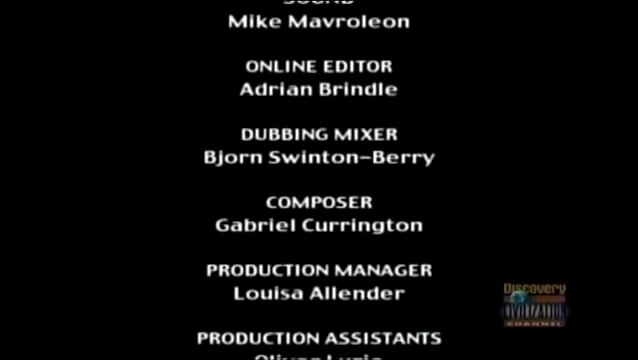 SOUND
Mike Mavroleon
ONLINE EDITOR
Adrian Brindle
DUBBING MIXER
Bjorn Swinton-Berry
COMPOSER
Gabriel Currington
PRODUCTION MANAGER
Louisa Allender
PRODUCTION ASSISTANTS
Discovery
CIVILIZATION
CHANNEL